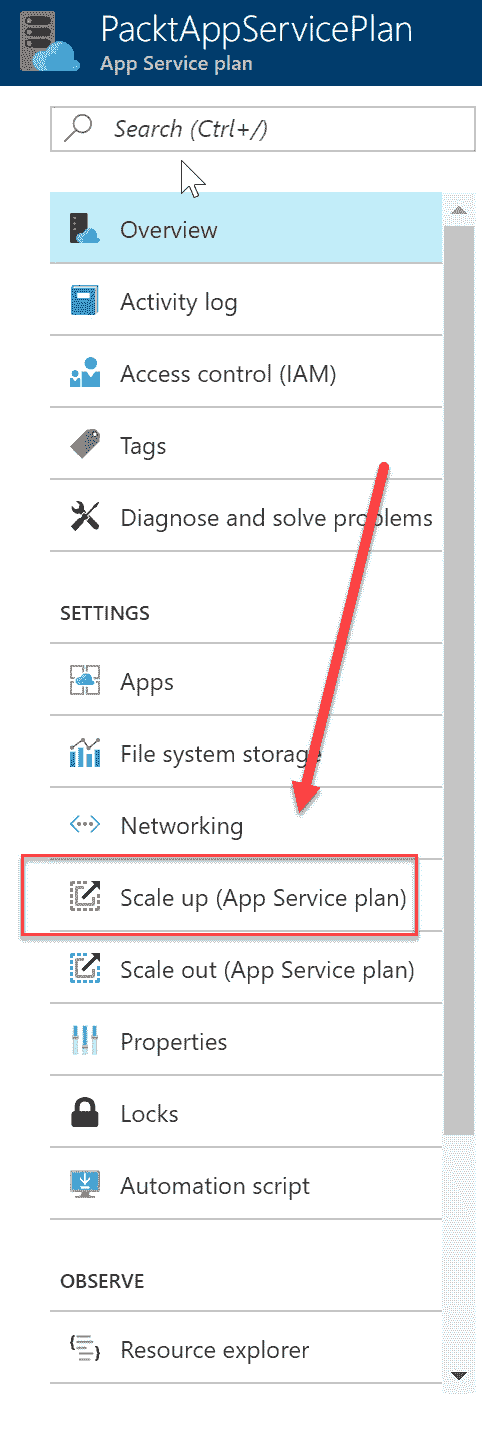 PacktAppServicePlan
App Service plan
Search (Ctrl+/)
Overview
Activity log
Access control (IAM)
Tags
Diagnose and solve problems
SETTINGS
Apps
File system storage
Networking
Scale up (App Service plan)
Scale out (App Service plan)
Properties
Locks
Automation script
OBSERVE
Resource explorer